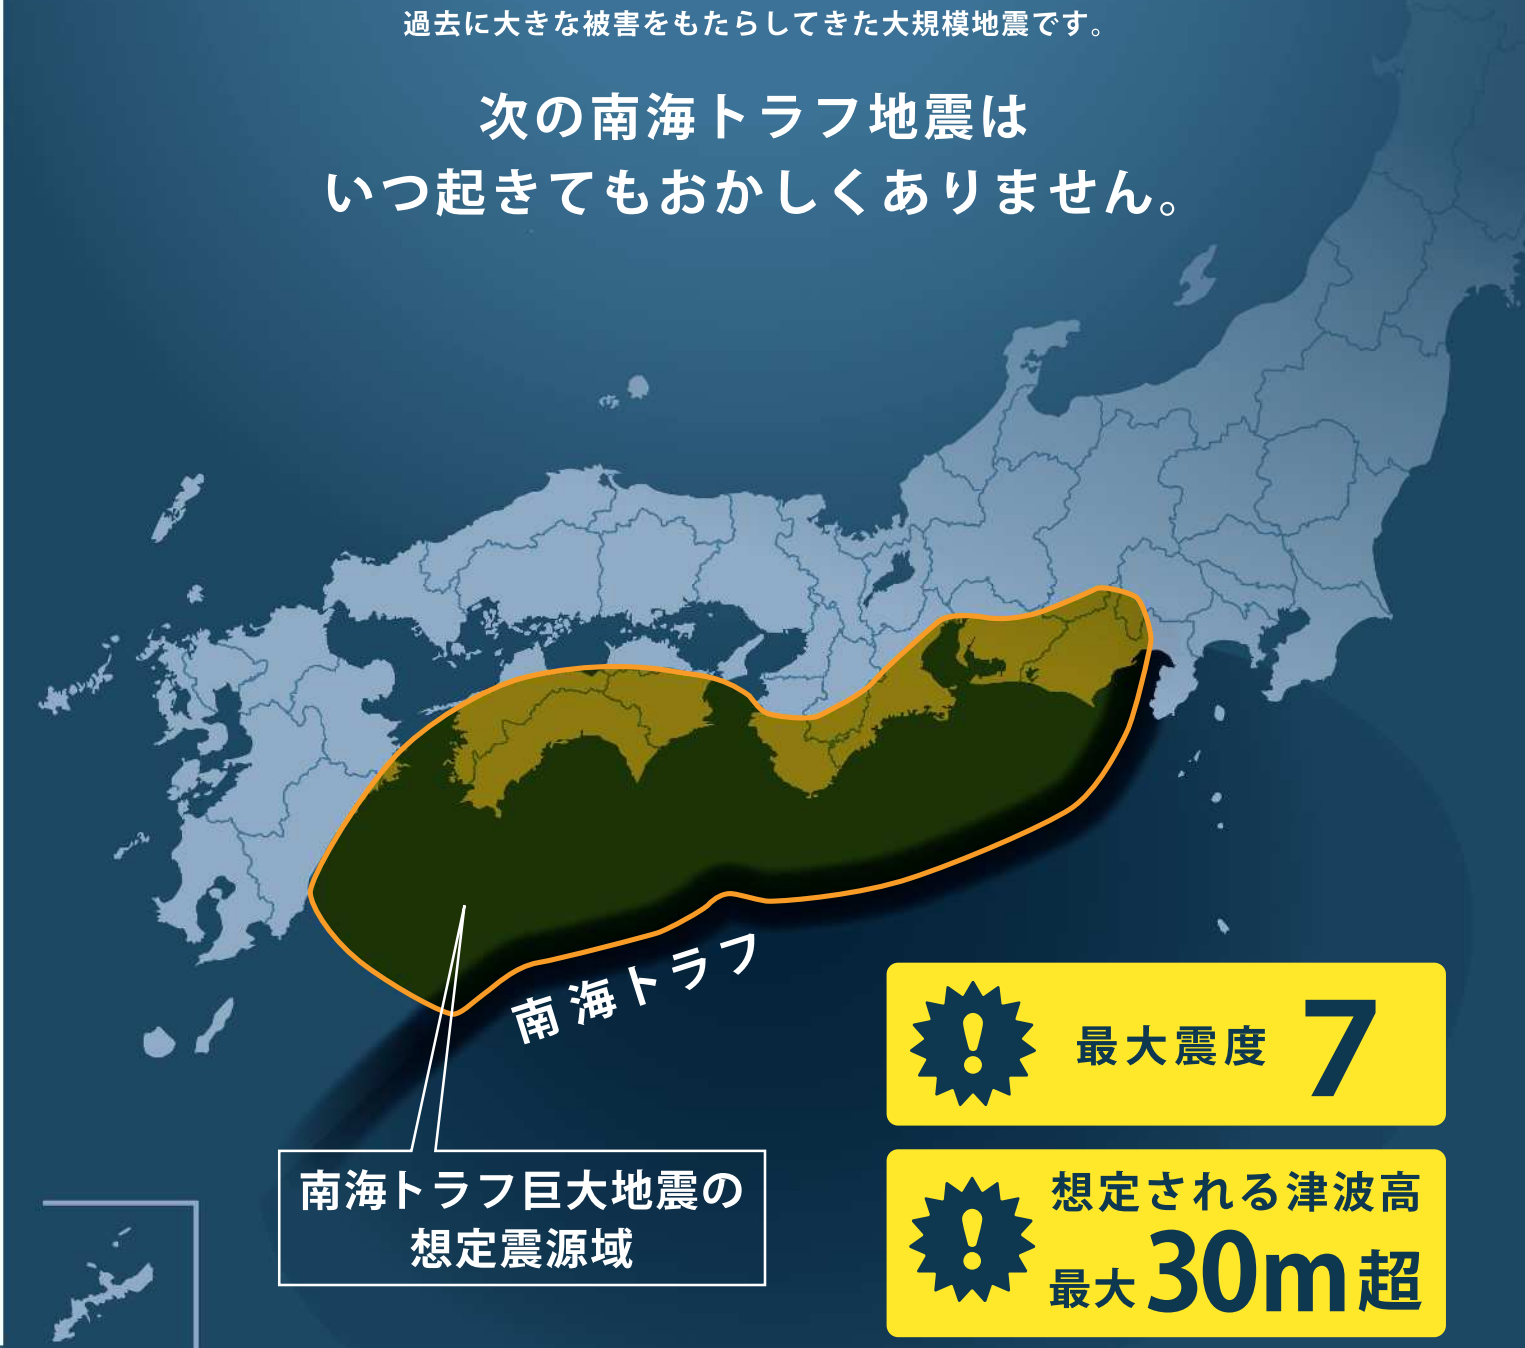 過去に大きな被害をもたらしてきた大規模地震です。
次の南海トラフ地震は
いつ起きてもおかしくありません。
南海トラフ
南海トラフ巨大地震の
想定震源域
最大震度 7
想定される津波高
最大30m超